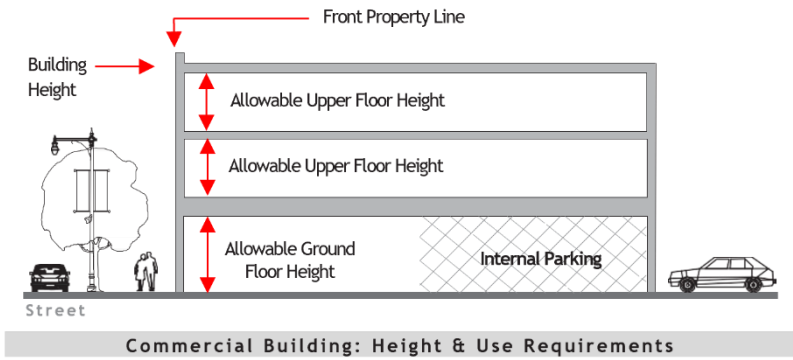 Front Property Line
Building
Height
Allowable Upper Floor Height
Allowable Upper Floor Height
Allowable Ground
Floor Height
Internal Parking
Street
Commercial Building: Height & Use Requirements